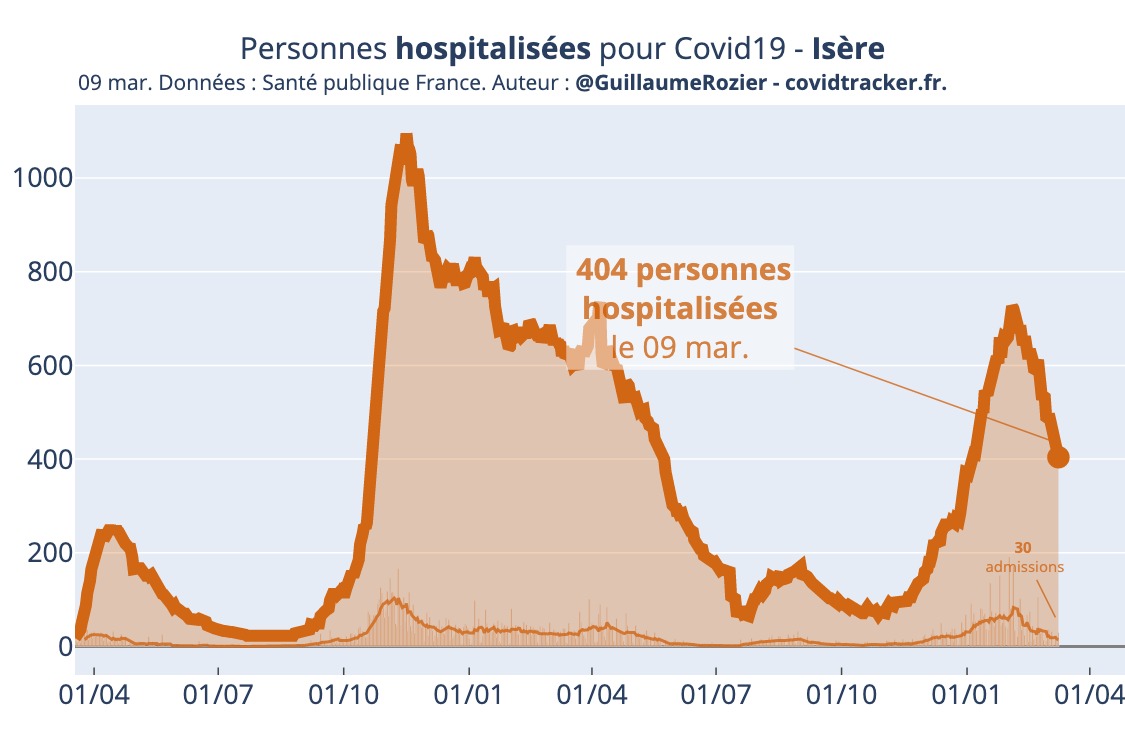 Personnes hospitalisées pour Covid19 - Isère
09 mar. Données : Santé publique France. Auteur : @GuillaumeRozier - covidtracker.fr.
1000
800
600
400
200
0
404 personnes
hospitalisées
le 09 mar.
30
admissions
01/04
01/07
01/10
01/01
01/04
01/07
01/10
01/01
01/04